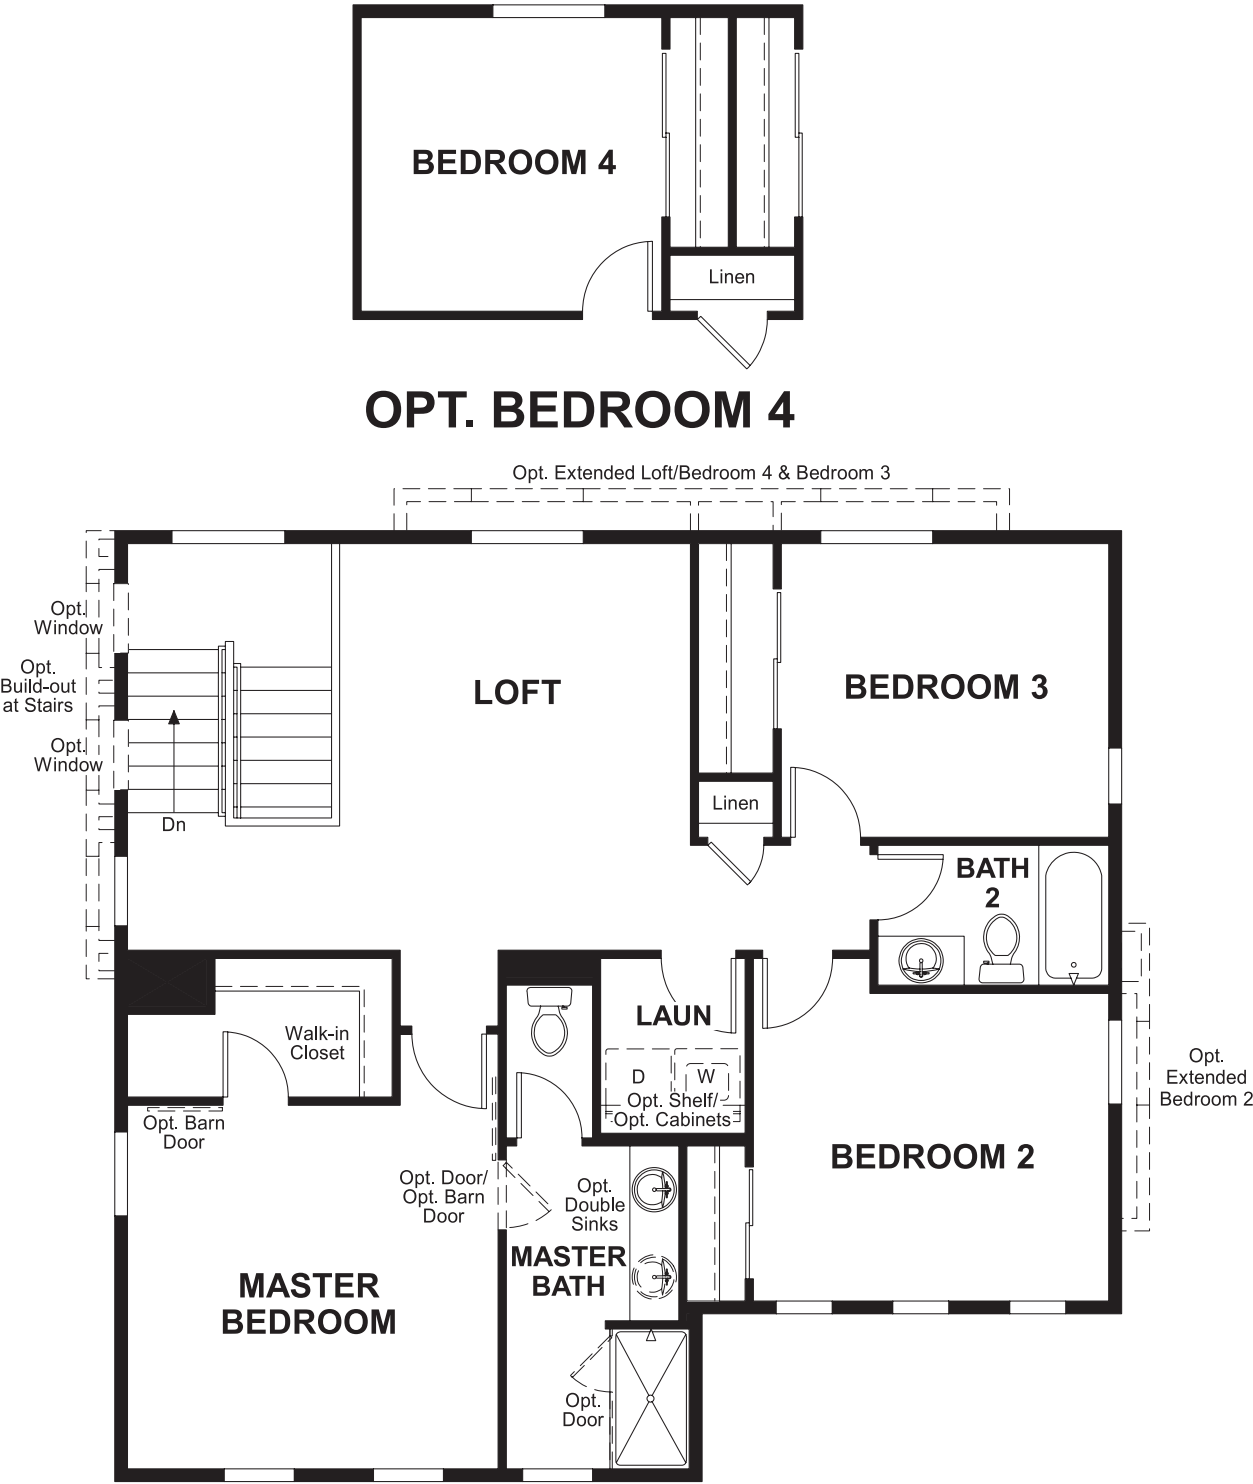 BEDROOM 4
Linen
OPT. BEDROOM 4
Opt. Extended Loft/Bedroom 4 & Bedroom 3
Opt.
Window
Opt.
Build-out
at Stairs
Opt.
Window
Dn
LOFT
BEDROOM 3
Linen
BATH
2
Walk-in
Closet
LAUN
D
W
Opt. Shelf/
Opt. Cabinets
Opt.
Extended
Bedroom 2
Opt. Barn
Door
Opt. Door/
Opt. Barn
Door
Opt.
Double
Sinks
BEDROOM 2
MASTER
BATH
MASTER
BEDROOM
Opt.
Door